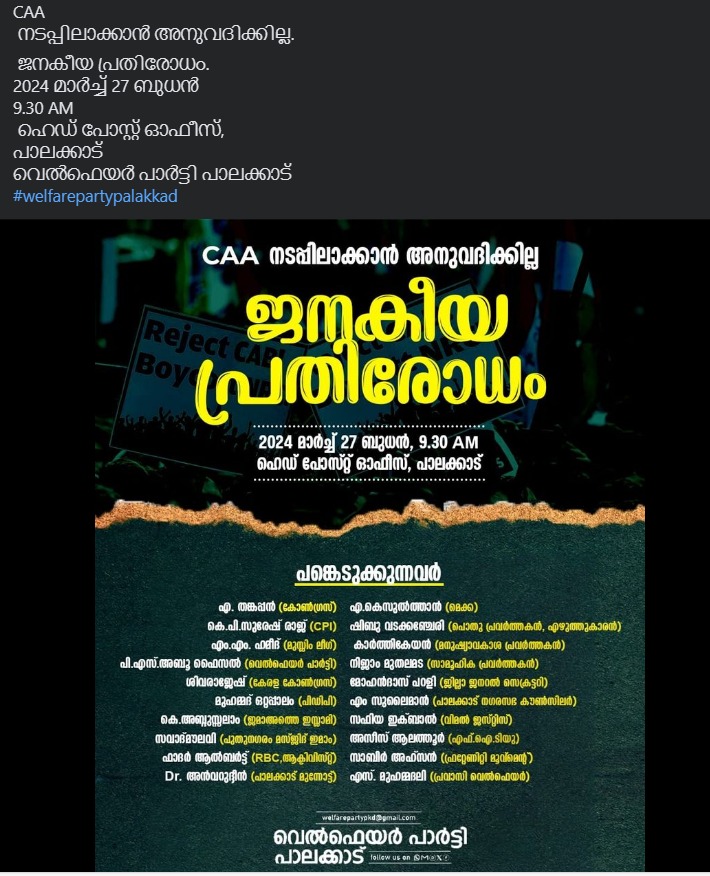 CAA
നടപ്പിലാക്കാൻ അനുവദിക്കില്ല.
ജനകീയ പ്രതിരോധം.
2024 മാർച്ച് 27 ബുധൻ
9.30 AM
ഹെഡ് പോസ്റ്റ് ഓഫീസ്,
പാലക്കാട്
വെൽഫെയർ പാർട്ടി പാലക്കാട്
#welfarepartypalakkad
CAA നടപ്പിലാക്കാൻ അനുവദിക്കില്ല
ജനകീയ
പ്രതിരോധം
Reject CAB
2024 മാർച്ച് 27 ബുധൻ, 9.30 AM
ഹെഡ് പോസ്റ്റ് ഓഫീസ്, പാലക്കാട്
പങ്കെടുക്കുന്നവർ
എ. തങ്കപ്പൻ (കോൺഗ്രസ്)
കെ.പി.സുരേഷ് രാജ് (CPI)
എം.എം. ഹമീദ് (മുസ്ലിം ലീഗ്)
പി.എസ്.അബു ഫൈസൽ (വെൽഫെയർ പാർട്ടി)
ശിവരാജേഷ് (കേരള കോൺഗ്രസ്)
മുഹമ്മദ് ഒറ്റപ്പാലം (പിഡിപി)
കെ.അബ്ദുസ്സലാം (ജമാഅത്തെ ഇസ്ലാമി)
സവാദ്മൗലവി (പുതുനഗരം മസ്ജിദ് ഇമാം)
ഫാദർ ആൽബർട്ട് (RBC,ആക്ടിവിസ്റ്റ്)
Dr. അൻവറുദ്ദീൻ (പാലക്കാട് മുന്നോട്ട്)
എ.കെസുൽത്താൻ (മെക്ക)
ഷിബു വടക്കഞ്ചേരി (പൊതു പ്രവർത്തകൻ, എഴുത്തുകാരൻ)
കാർത്തികേയൻ (മനുഷ്യാവകാശ പ്രവർത്തകൻ)
നിജാം മുതലമട (സാമൂഹിക പ്രവർത്തകൻ)
മോഹൻദാസ് പറളി (ജില്ലാ ജനറൽ സെക്രട്ടറി)
എം സുലൈമാൻ (പാലക്കാട് നഗരസഭ കൗൺസിലർ)
സഫിയ ഇക്ബാൽ (വിമൻ ജസ്റ്റിസ്)
അസീസ് ആലത്തൂർ (എഫ്.ഐ.ടിയു)
സാബിർ അഹ്സൻ (ഫ്രറ്റേണിറ്റി മൂവ്മെന്റ്)
എസ്. മുഹമ്മദലി (പ്രവാസി വെൽഫെയർ)
welfarepartypkd@gmail.com
വെൽഫെയർ പാർട്ടി
പാലക്കാട് follow us on